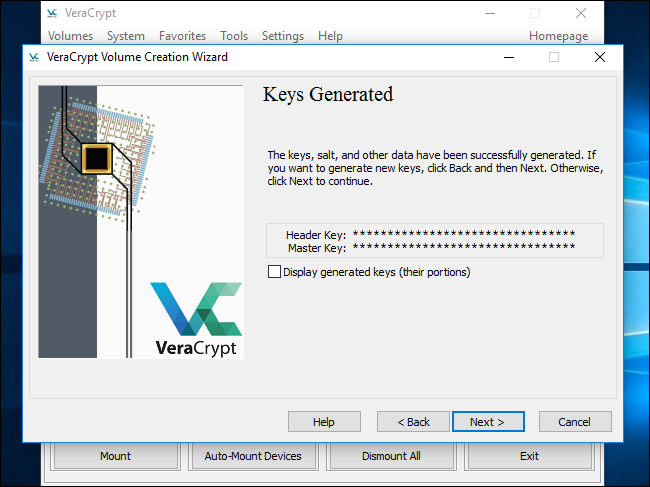 VeraCrypt
Volumes System Favorites Tools Settings Help Homepage
VeraCrypt Volume Creation Wizard
Keys Generated
The keys, salt, and other data have been successfully generated. If
you want to generate new keys, click Back and then Next. Otherwise,
click Next to continue.
Header Key: ********************************
Master Key: ********************************
Display generated keys (their portions)
VeraCrypt
Help < Back Next > Cancel
Mount Auto-Mount Devices Dismount All Exit